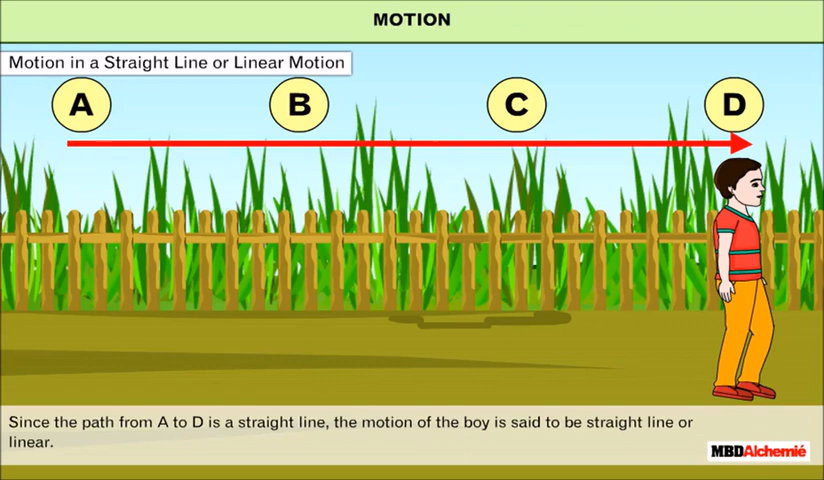 MOTION
Motion in a Straight Line or Linear Motion
A B C D
Since the path from A to D is a straight line, the motion of the boy is said to be straight line or
linear.
MBDAlchemié